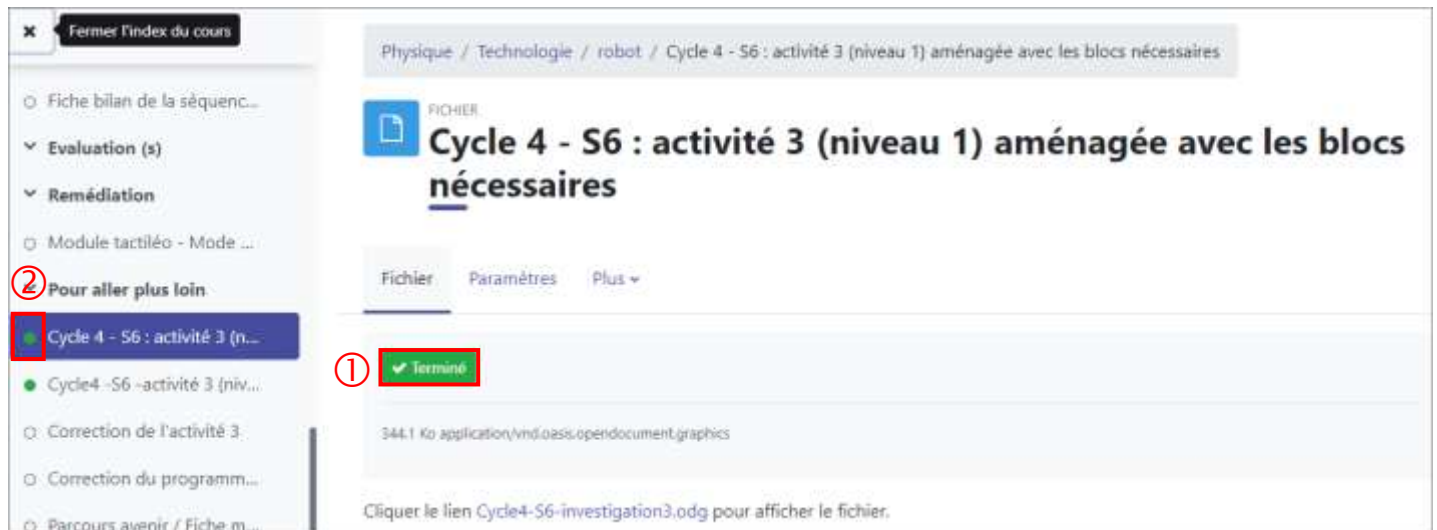 × Fermer l'index du cours
Fiche bilan de la séquenc...
Evaluation (s)
Remédiation
Module tactiléo - Mode ...
② Pour aller plus loin
Cycle 4 - S6 : activité 3 (n...
Cycle4 -S6 -activité 3 (niv...
Correction de l'activité 3
Correction du programm...
Parcours avenir / Fiche m...
Physique / Technologie / robot / Cycle 4 - S6 : activité 3 (niveau 1) aménagée avec les blocs nécessaires
FICHIER
Cycle 4 - S6 : activité 3 (niveau 1) aménagée avec les blocs
nécessaires
Fichier Paramètres Plus
① ✔ Terminé
344.1 Ko application/vnd.oasis.opendocument.graphics
Cliquer le lien Cycle4-S6-investigation3.odg pour afficher le fichier.